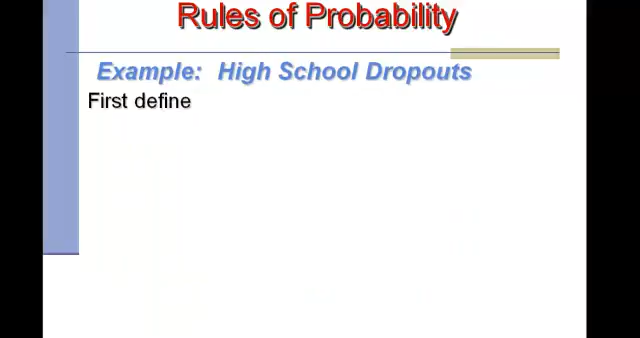 Rules of Probability
Example: High School Dropouts
First define